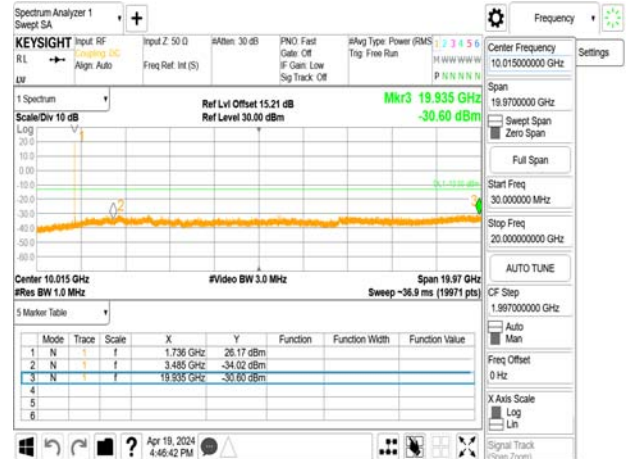 Spectrum Analyzer 1
Swept SA
Frequency
KEYSIGHT Input: RF Input Z: 50 Ω #Atten: 30 dB PNO: Fast #Avg Type: Power (RMS 1 2 3 4 5 6
RL Coupling: DC Gate: Off Trig: Free Run
Align: Auto Freq Ref: Int (S) IF Gain: Low M W W W W W
Sig Track: Off P N N N N N
LVI
1 Spectrum Ref Lvl Offset 15.21 dB Mkr3 19.935 GHz
Scale/Div 10 dB Ref Level 30.00 dBm -30.60 dBm
Log
1
20.0
10.0
0.00
-10.0
-20.0
2
3
-30.0
-40.0
-50.0
-60.0
Center 10.015 GHz #Video BW 3.0 MHz Span 19.97 GHz
#Res BW 1.0 MHz Sweep ~36.9 ms (19971 pts)
5 Marker Table
Mode Trace Scale X Y Function Function Width Function Value
1 N 1 f 1.736 GHz 26.17 dBm
2 N 1 f 3.485 GHz -34.02 dBm
3 N 1 f 19.935 GHz -30.60 dBm
4
5
6
Apr 19, 2024
4:46:42 PM
Center Frequency
10.015000000 GHz
Settings
Span
19.9700000 GHz
Swept Span
Zero Span
Full Span
Start Freq
30.000000 MHz
Stop Freq
20.000000000 GHz
AUTO TUNE
CF Step
1.997000000 GHz
Auto
Man
Freq Offset
0 Hz
X Axis Scale
Log
Lin
Signal Track
(Span Zoom)